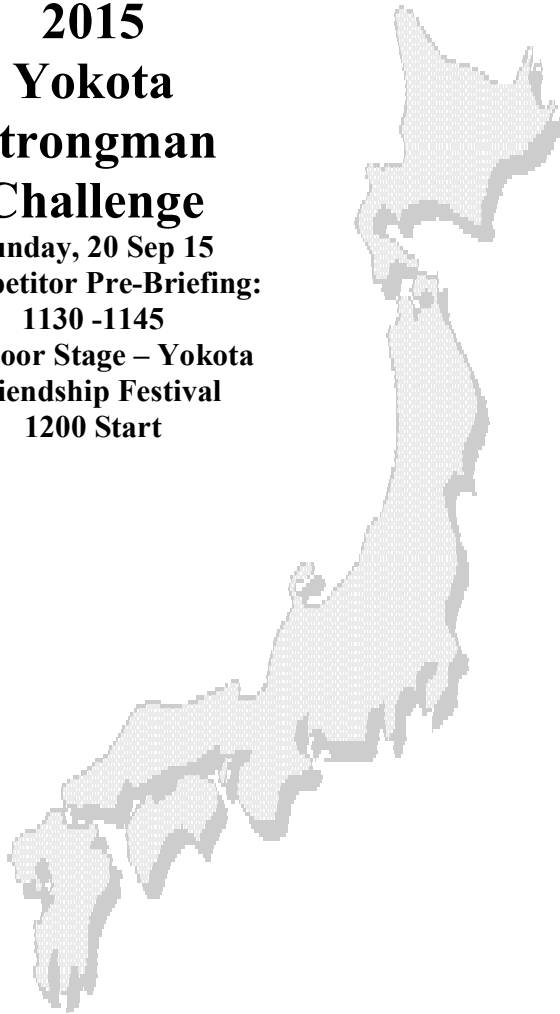 2015
Yokota
trongman
Challenge
unday, 20 Sep 15
petitor Pre-Briefing:
1130 -1145
oor Stage – Yokota
iendship Festival
1200 Start